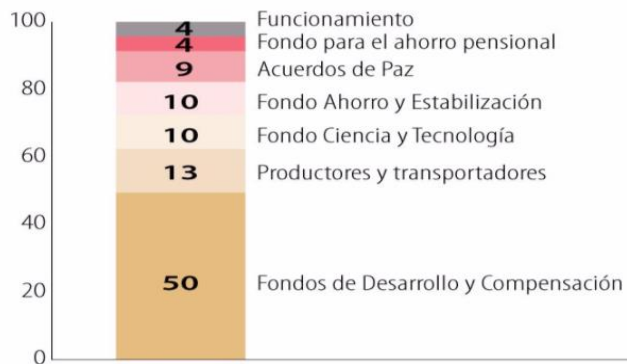 100
80
60
40
20
0
4 Funcionamiento
4 Fondo para el ahorro pensional
9 Acuerdos de Paz
10 Fondo Ahorro y Estabilización
10 Fondo Ciencia y Tecnología
13 Productores y transportadores
50 Fondos de Desarrollo y Compensación